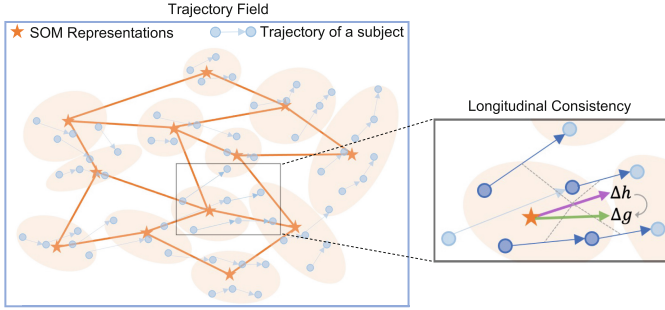 Trajectory Field
SOM Representations
Trajectory of a subject
Longitudinal Consistency
Δh
Δg